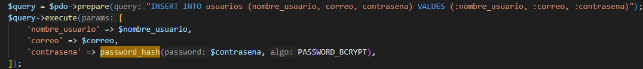 $query = $pdo->prepare(query: "INSERT INTO usuarios (nombre_usuario, correo, contrasena) VALUES (:nombre_usuario, :correo, :contrasena)");
$query->execute(params: [
    'nombre_usuario' => $nombre_usuario,
    'correo' => $correo,
    'contrasena' => password_hash(password: $contrasena, algo: PASSWORD_BCRYPT),
]);